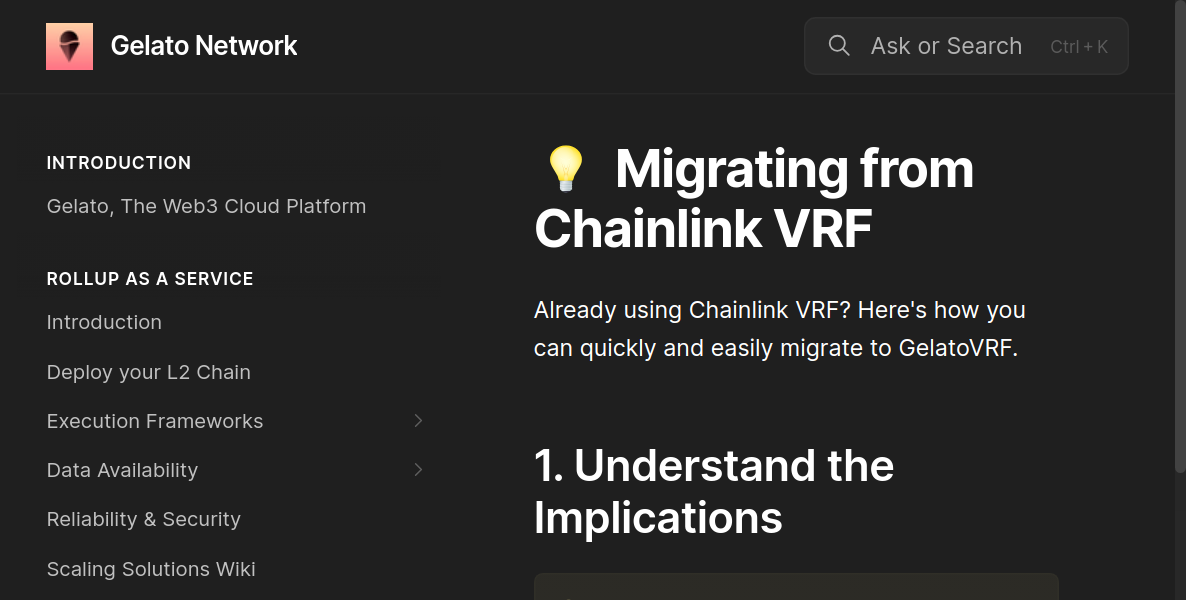 Gelato Network
Ask or Search Ctrl + K
INTRODUCTION
Gelato, The Web3 Cloud Platform
ROLLUP AS A SERVICE
Introduction
Deploy your L2 Chain
Execution Frameworks
Data Availability
Reliability & Security
Scaling Solutions Wiki
💡 Migrating from
Chainlink VRF
Already using Chainlink VRF? Here's how you
can quickly and easily migrate to GelatoVRF.
1. Understand the
Implications